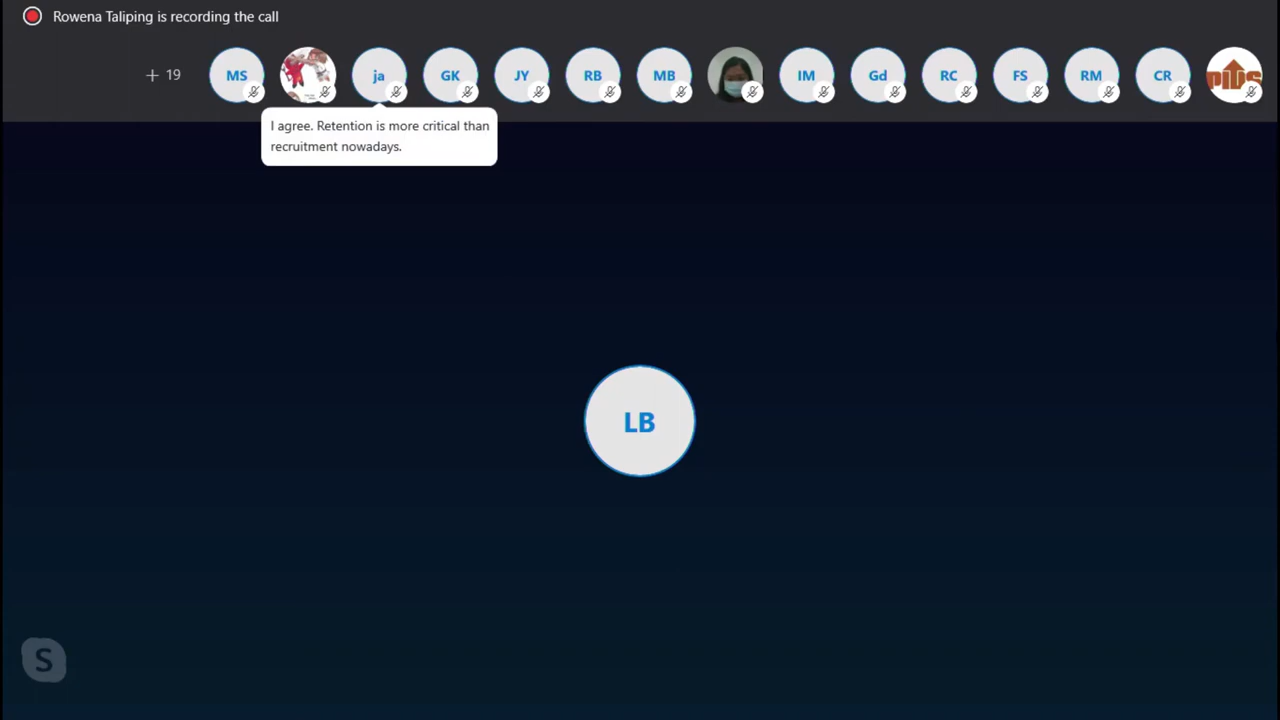 Rowena Taliping is recording the call
+ 19
MS
ja
GK
JY
RB
MB
IM
Gd
RC
FS
RM
CR
PITS
I agree. Retention is more critical than
recruitment nowadays.
LB
S